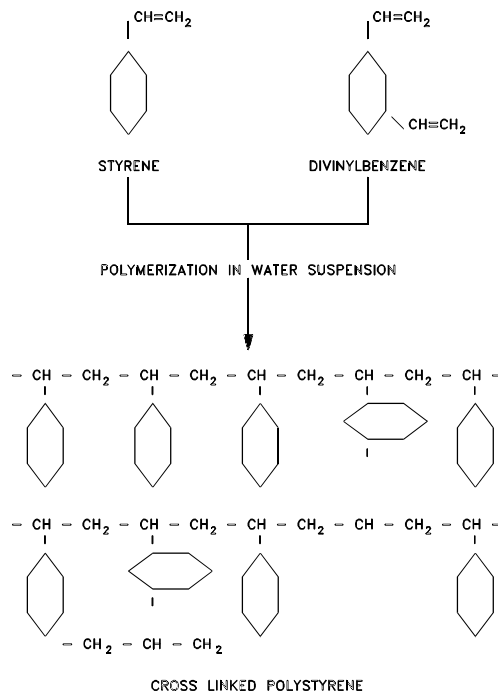 CH=CH₂ CH=CH₂
CH=CH₂
STYRENE DIVINYLBENZENE
POLYMERIZATION IN WATER SUSPENSION
– CH – CH₂ – CH – CH₂ – CH – CH₂ – CH – CH₂ – CH –
– CH – CH₂ – CH – CH₂ – CH – CH₂ – CH – CH₂ – CH –
– CH₂ – CH – CH₂
CROSS LINKED POLYSTYRENE